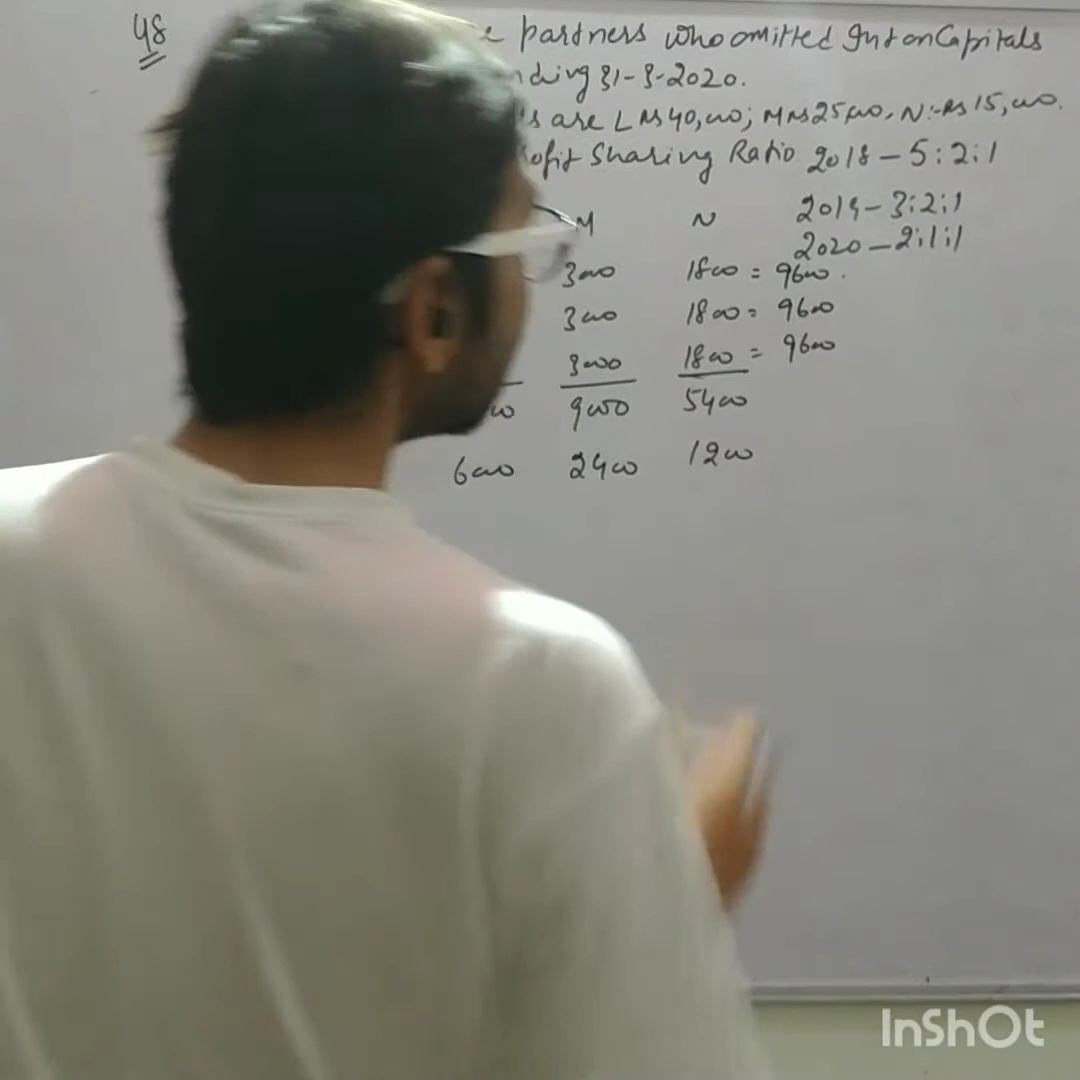 48 partners who omitted Int on Capitals
nding 31-3-2020.
's are L Rs 40,000; M Rs 25,000, N:- Rs 15,000.
ofit Sharing Ratio 2018 - 5:2:1
M N 2019 - 3:2:1
2020 - 2:1:1
3000 1800 = 9600.
3000 1800 = 9600
3000 1800 = 9600
9000 5400
6000 2400 1200
InShOt